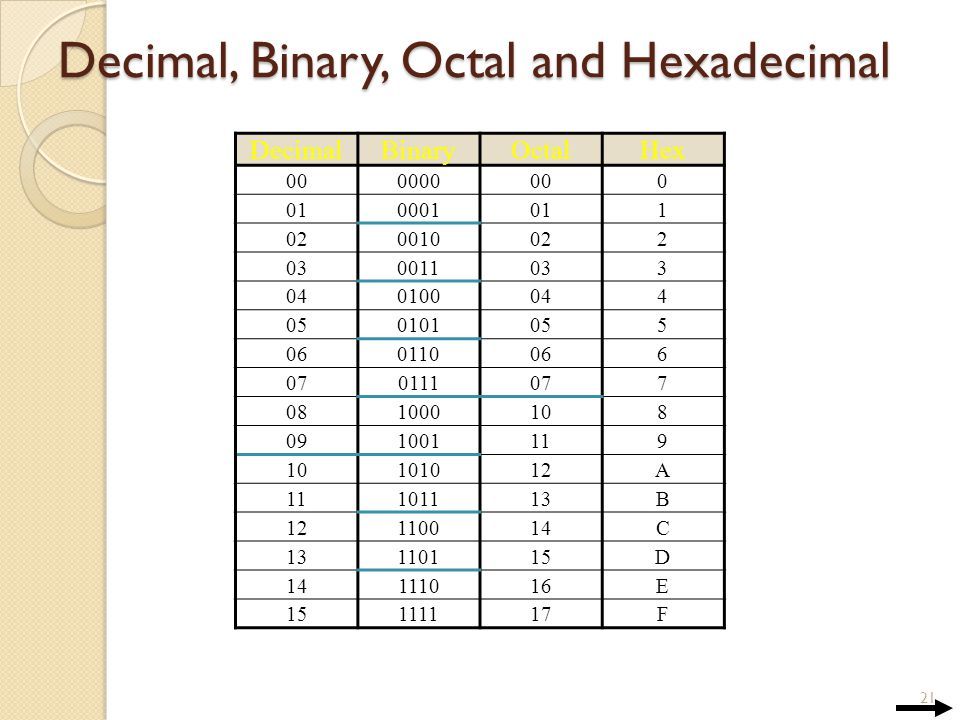 Decimal, Binary, Octal and Hexadecimal
Decimal Binary Octal Hex
00 0000 00 0
01 0001 01 1
02 0010 02 2
03 0011 03 3
04 0100 04 4
05 0101 05 5
06 0110 06 6
07 0111 07 7
08 1000 10 8
09 1001 11 9
10 1010 12 A
11 1011 13 B
12 1100 14 C
13 1101 15 D
14 1110 16 E
15 1111 17 F
21